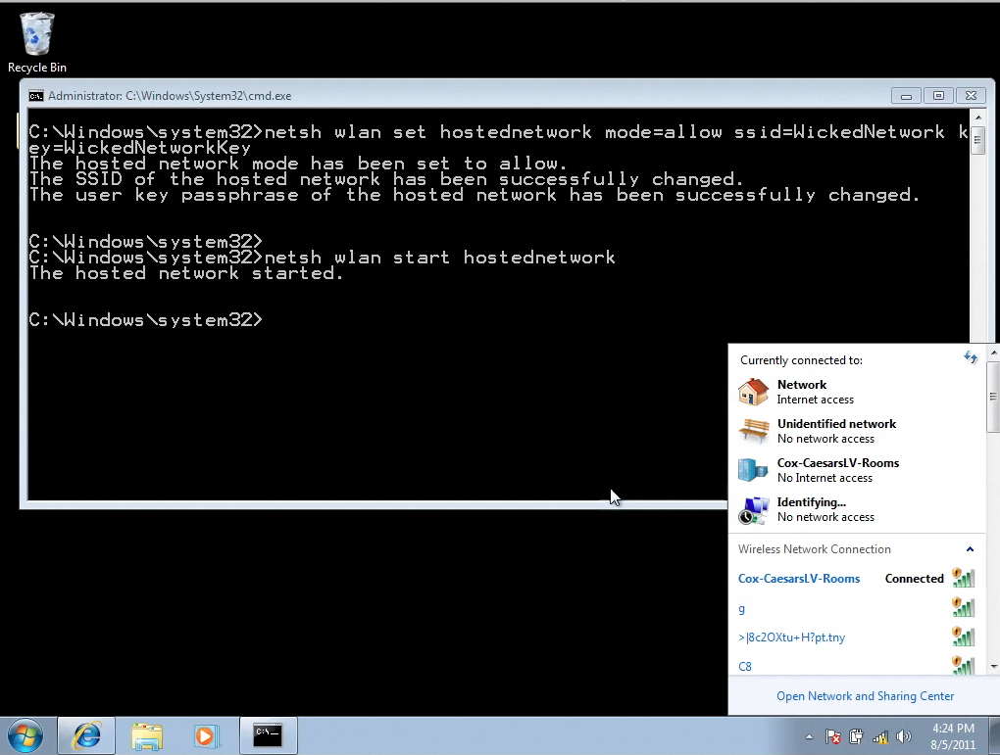 Recycle Bin
Administrator: C:\Windows\System32\cmd.exe
C:\Windows\system32>netsh wlan set hostednetwork mode=allow ssid=WickedNetwork k
ey=WickedNetworkKey
The hosted network mode has been set to allow.
The SSID of the hosted network has been successfully changed.
The user key passphrase of the hosted network has been successfully changed.
C:\Windows\system32>
C:\Windows\system32>netsh wlan start hostednetwork
The hosted network started.
C:\Windows\system32>
Currently connected to:
Network
Internet access
Unidentified network
No network access
Cox-CaesarsLV-Rooms
No Internet access
Identifying...
No network access
Wireless Network Connection
Cox-CaesarsLV-Rooms Connected
g
>|8c2OXtu+H?pt.tny
C8
Open Network and Sharing Center
4:24 PM
8/5/2011